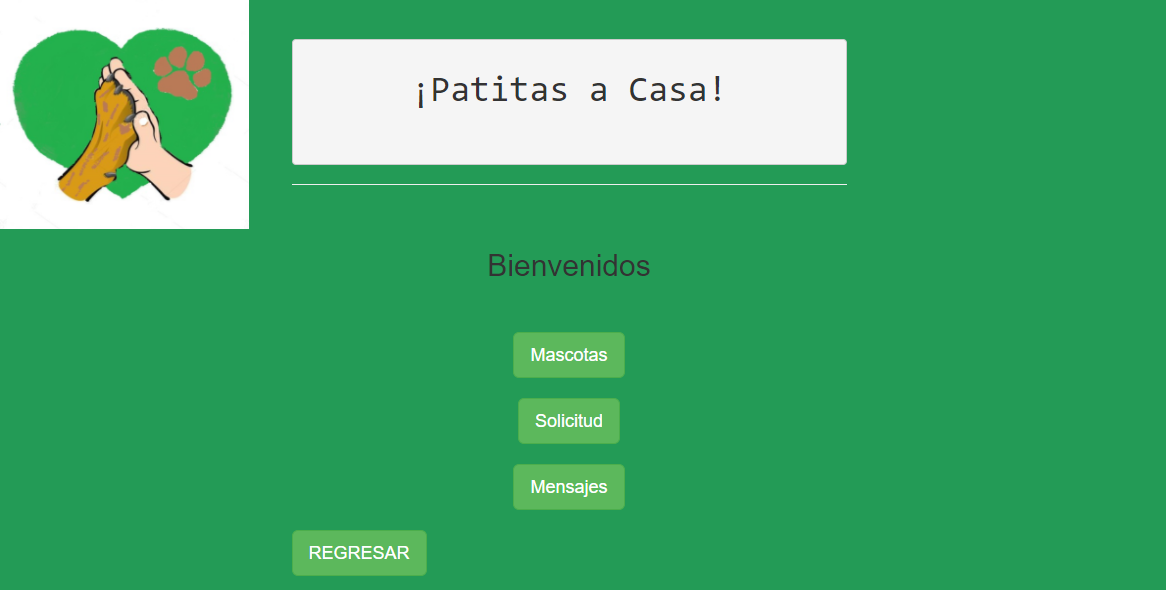 ¡Patitas a Casa!
Bienvenidos
Mascotas
Solicitud
Mensajes
REGRESAR